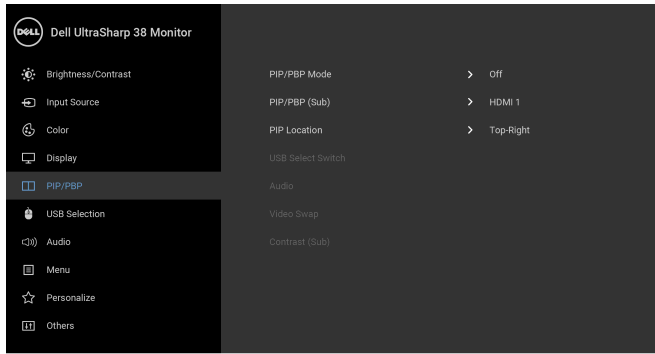 DELL Dell UltraSharp 38 Monitor
Brightness/Contrast
Input Source
Color
Display
PIP/PBP
USB Selection
Audio
Menu
Personalize
Others
PIP/PBP Mode > Off
PIP/PBP (Sub) > HDMI 1
PIP Location > Top-Right
USB Select Switch
Audio
Video Swap
Contrast (Sub)